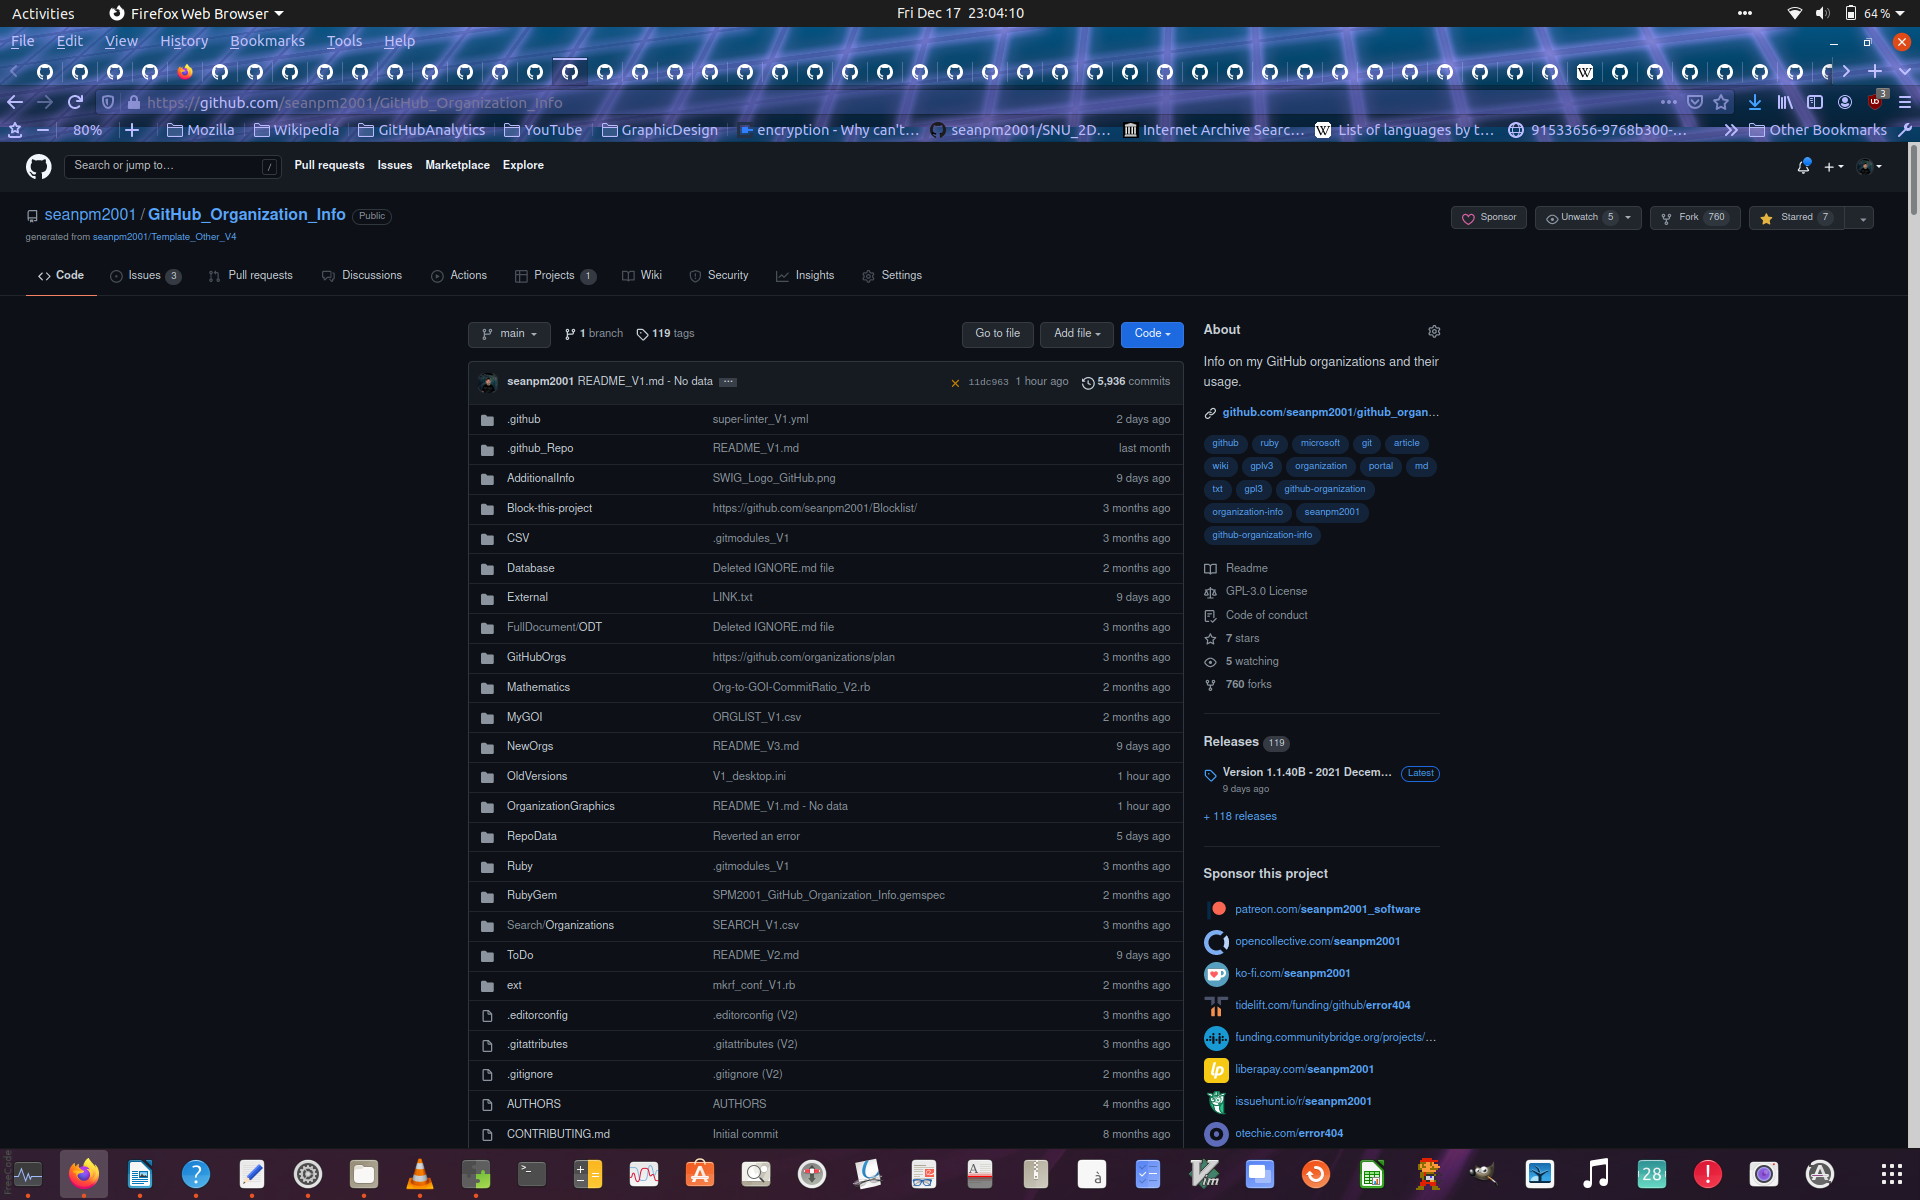 Activities Firefox Web Browser Fri Dec 17 23:04:10 64 %
File Edit View History Bookmarks Tools Help
https://github.com/seanpm2001/GitHub_Organization_Info 3
80% Mozilla Wikipedia GitHubAnalytics YouTube GraphicDesign encryption - Why can't… seanpm2001/SNU_2D… Internet Archive Searc… List of languages by t… 91533656-9768b300-… Other Bookmarks
Search or jump to… / Pull requests Issues Marketplace Explore
seanpm2001 / GitHub_Organization_Info Public Sponsor Unwatch 5 Fork 760 Starred 7
generated from seanpm2001/Template_Other_V4
Code Issues 3 Pull requests Discussions Actions Projects 1 Wiki Security Insights Settings
main 1 branch 119 tags Go to file Add file Code
seanpm2001 README_V1.md - No data 11dc963 1 hour ago 5,936 commits
.github super-linter_V1.yml 2 days ago
.github_Repo README_V1.md last month
AdditionalInfo SWIG_Logo_GitHub.png 9 days ago
Block-this-project https://github.com/seanpm2001/Blocklist/ 3 months ago
CSV .gitmodules_V1 3 months ago
Database Deleted IGNORE.md file 2 months ago
External LINK.txt 9 days ago
FullDocument/ODT Deleted IGNORE.md file 3 months ago
GitHubOrgs https://github.com/organizations/plan 3 months ago
Mathematics Org-to-GOI-CommitRatio_V2.rb 2 months ago
MyGOI ORGLIST_V1.csv 2 months ago
NewOrgs README_V3.md 9 days ago
OldVersions V1_desktop.ini 1 hour ago
OrganizationGraphics README_V1.md - No data 1 hour ago
RepoData Reverted an error 5 days ago
Ruby .gitmodules_V1 3 months ago
RubyGem SPM2001_GitHub_Organization_Info.gemspec 2 months ago
Search/Organizations SEARCH_V1.csv 3 months ago
ToDo README_V2.md 9 days ago
ext mkrf_conf_V1.rb 2 months ago
.editorconfig .editorconfig (V2) 3 months ago
.gitattributes .gitattributes (V2) 3 months ago
.gitignore .gitignore (V2) 2 months ago
AUTHORS AUTHORS 4 months ago
CONTRIBUTING.md Initial commit 8 months ago
About
Info on my GitHub organizations and their
usage.
github.com/seanpm2001/github_organ…
github ruby microsoft git article
wiki gplv3 organization portal md
txt gpl3 github-organization
organization-info seanpm2001
github-organization-info
Readme
GPL-3.0 License
Code of conduct
7 stars
5 watching
760 forks
Releases 119
Version 1.1.40B - 2021 Decem… Latest
9 days ago
+ 118 releases
Sponsor this project
patreon.com/seanpm2001_software
opencollective.com/seanpm2001
ko-fi.com/seanpm2001
tidelift.com/funding/github/error404
funding.communitybridge.org/projects/…
liberapay.com/seanpm2001
issuehunt.io/r/seanpm2001
otechie.com/error404
28